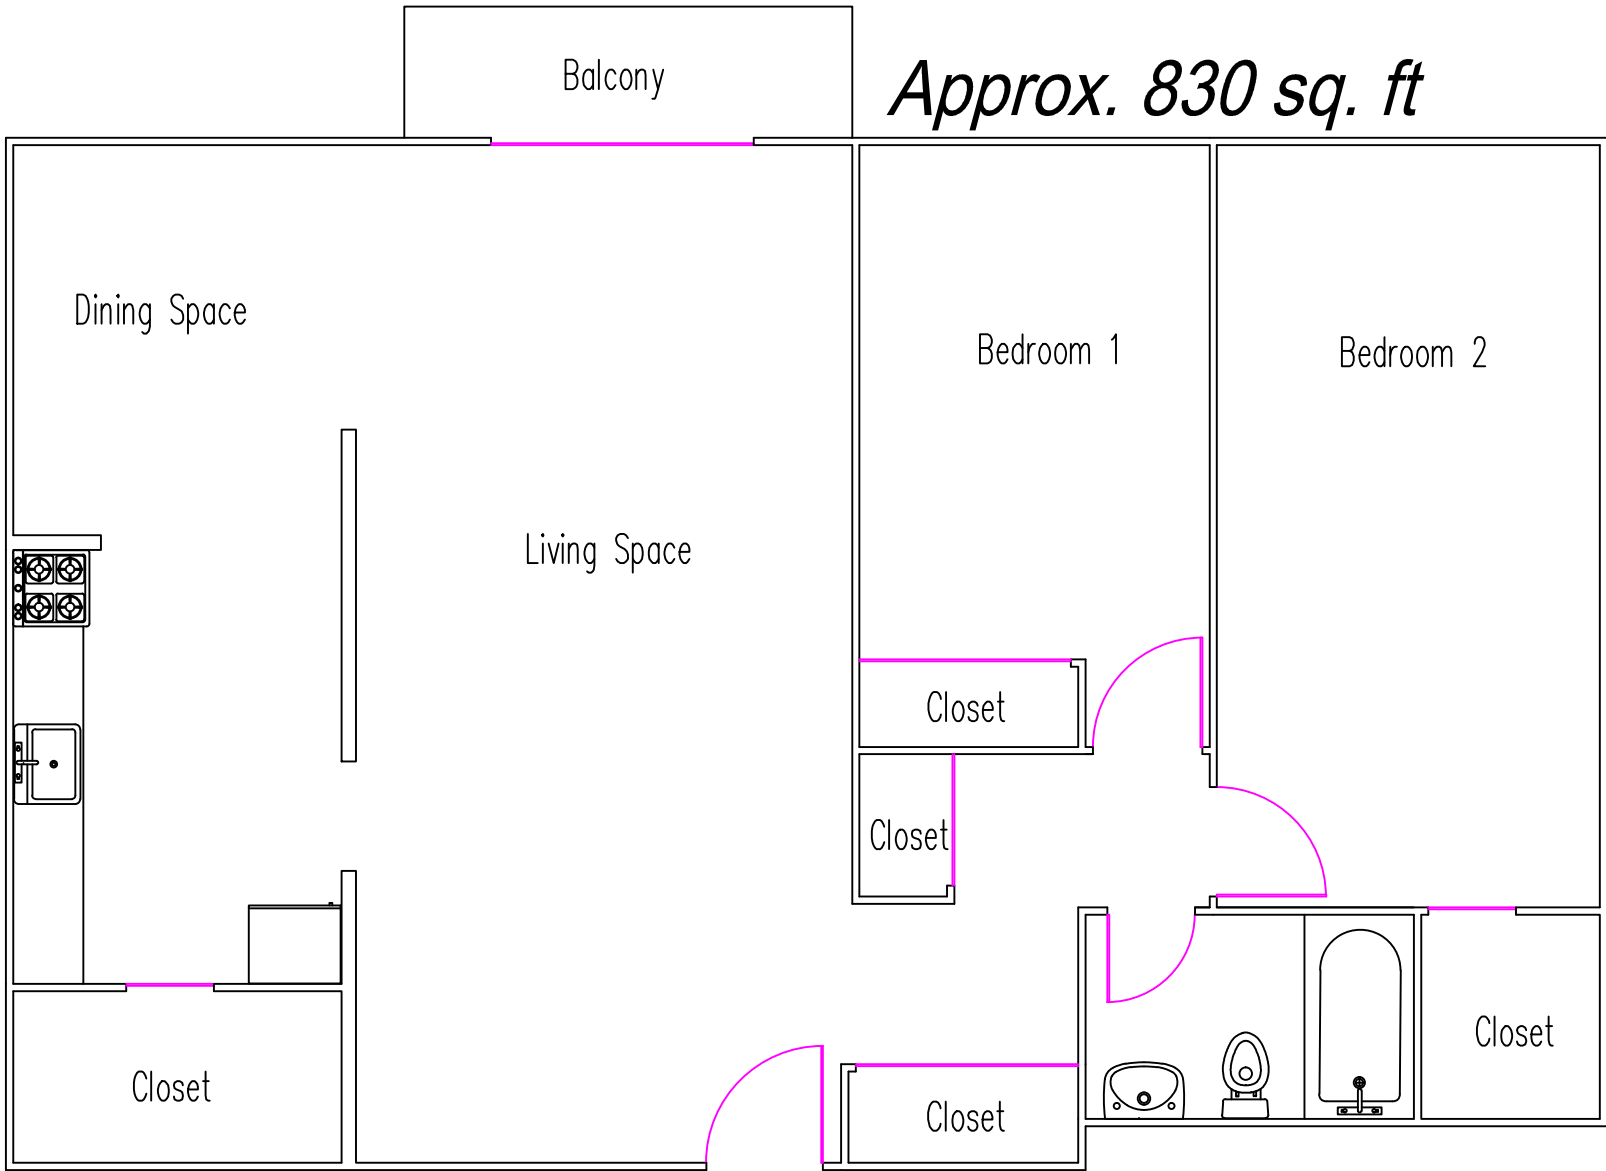 Balcony
Approx. 830 sq. ft
Dining Space
Bedroom 1
Bedroom 2
Living Space
Closet
Closet
Closet
Closet
Closet